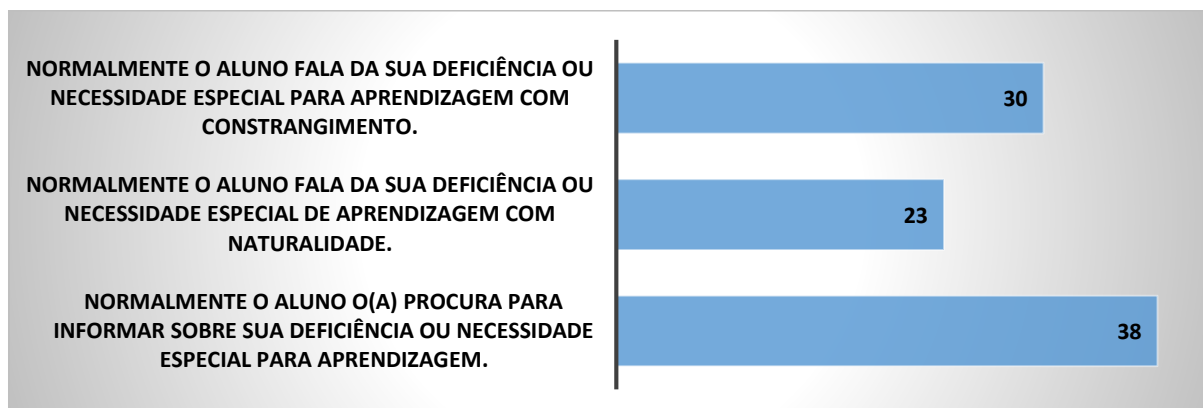 NORMALMENTE O ALUNO FALA DA SUA DEFICIÊNCIA OU
NECESSIDADE ESPECIAL PARA APRENDIZAGEM COM
CONSTRANGIMENTO.
30
NORMALMENTE O ALUNO FALA DA SUA DEFICIÊNCIA OU
NECESSIDADE ESPECIAL DE APRENDIZAGEM COM
NATURALIDADE.
23
NORMALMENTE O ALUNO O(A) PROCURA PARA
INFORMAR SOBRE SUA DEFICIÊNCIA OU NECESSIDADE
ESPECIAL PARA APRENDIZAGEM.
38